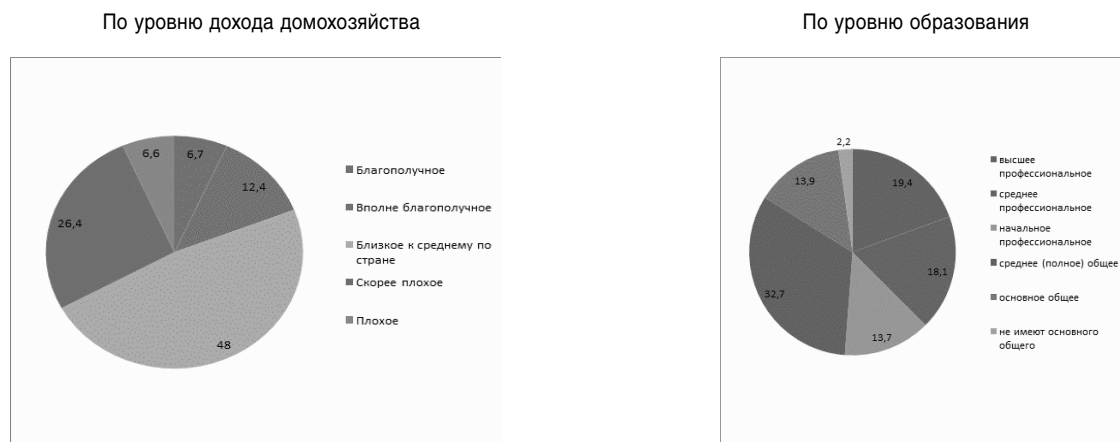 По уровню дохода домохозяйства
6,6
6,7
12,4
26,4
48
Благополучное
Вполне благополучное
Близкое к среднему по
стране
Скорее плохое
Плохое
По уровню образования
2,2
13,9
19,4
18,1
32,7
13,7
высшее
профессиональное
среднее
профессиональное
начальное
профессиональное
среднее (полное) общее
основное общее
не имеют основного
общего